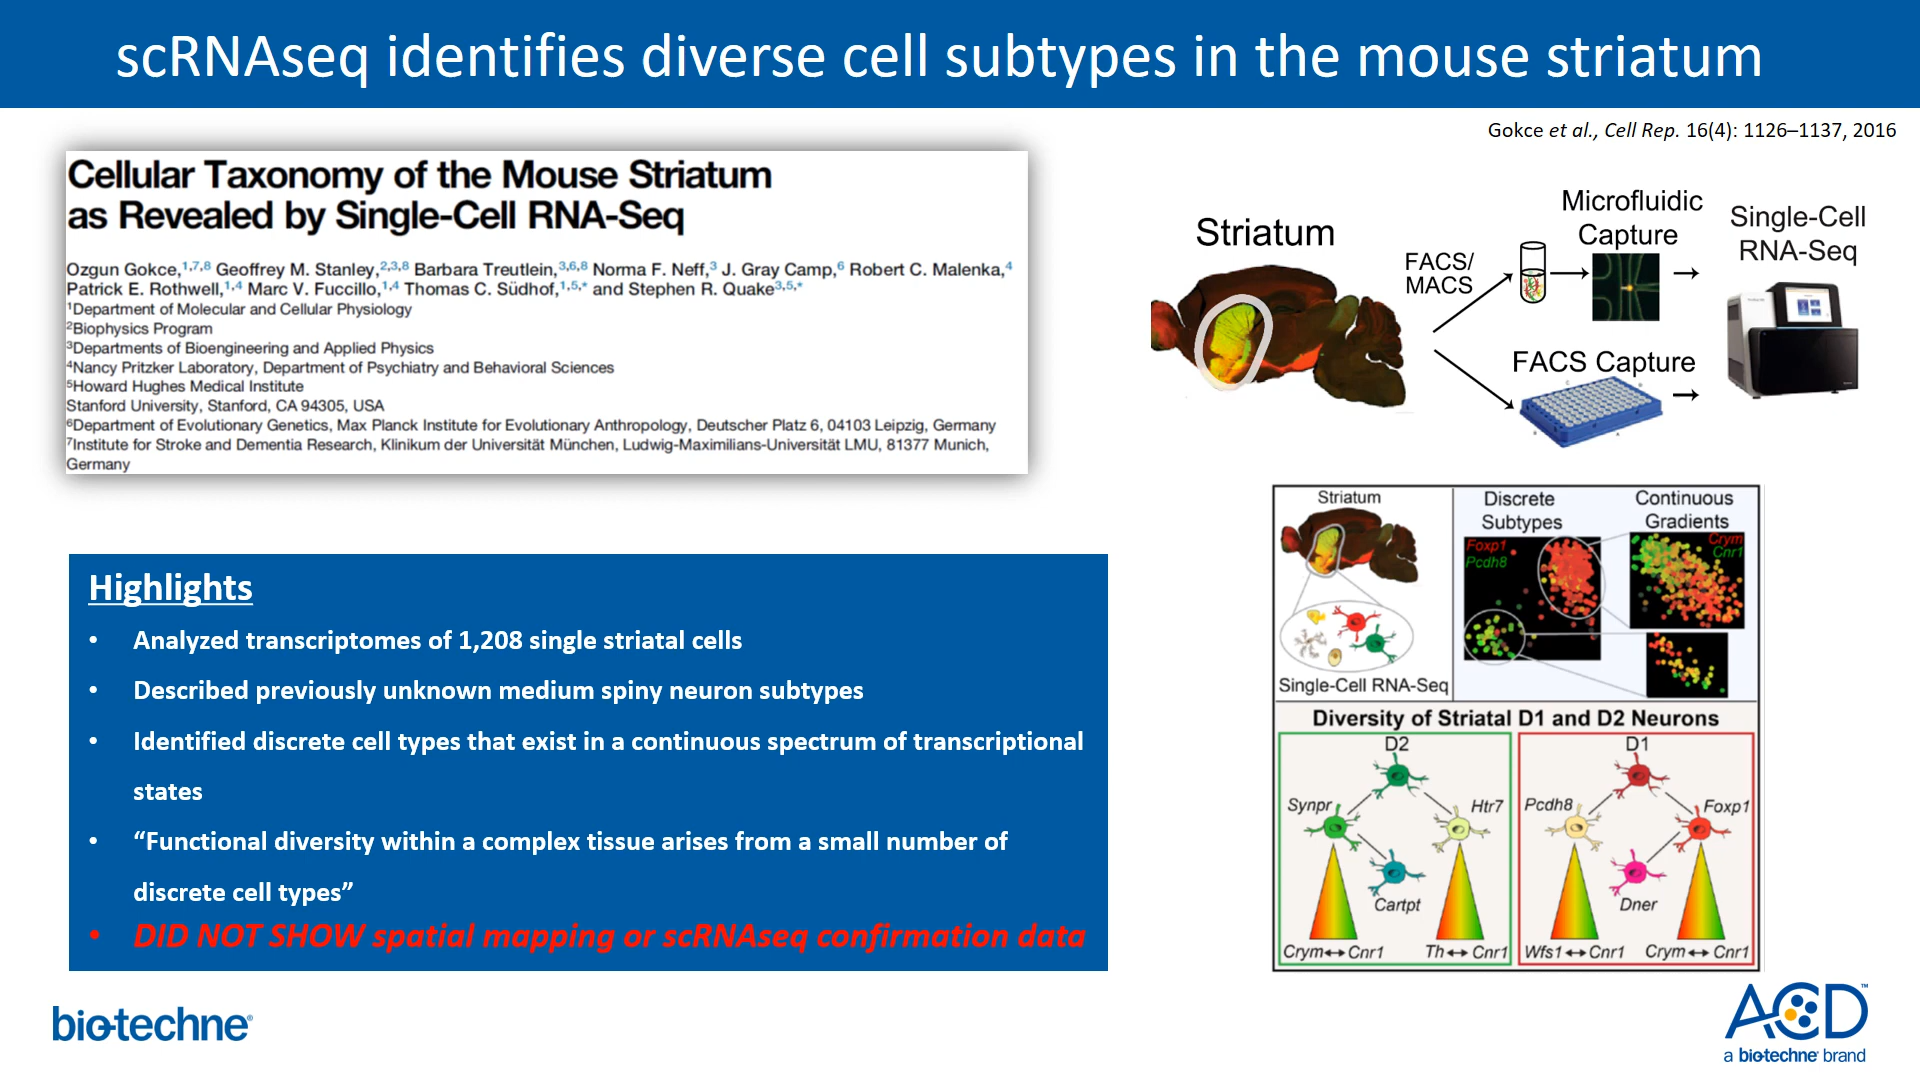 scRNAseq identifies diverse cell subtypes in the mouse striatum
Gokce et al., Cell Rep. 16(4): 1126–1137, 2016
Cellular Taxonomy of the Mouse Striatum
as Revealed by Single-Cell RNA-Seq
Ozgun Gokce,1,7,8 Geoffrey M. Stanley,2,3,8 Barbara Treutlein,3,6,8 Norma F. Neff,3 J. Gray Camp,6 Robert C. Malenka,4
Patrick E. Rothwell,1,4 Marc V. Fuccillo,1,4 Thomas C. Südhof,1,5,* and Stephen R. Quake3,5,*
1Department of Molecular and Cellular Physiology
2Biophysics Program
3Departments of Bioengineering and Applied Physics
4Nancy Pritzker Laboratory, Department of Psychiatry and Behavioral Sciences
5Howard Hughes Medical Institute
Stanford University, Stanford, CA 94305, USA
6Department of Evolutionary Genetics, Max Planck Institute for Evolutionary Anthropology, Deutscher Platz 6, 04103 Leipzig, Germany
7Institute for Stroke and Dementia Research, Klinikum der Universität München, Ludwig-Maximilians-Universität LMU, 81377 Munich,
Germany
Striatum
FACS/
MACS
Microfluidic
Capture
Single-Cell
RNA-Seq
FACS Capture
Highlights
• Analyzed transcriptomes of 1,208 single striatal cells
• Described previously unknown medium spiny neuron subtypes
• Identified discrete cell types that exist in a continuous spectrum of transcriptional
states
• “Functional diversity within a complex tissue arises from a small number of
discrete cell types”
• DID NOT SHOW spatial mapping or scRNAseq confirmation data
Striatum
Single-Cell RNA-Seq
Discrete
Subtypes
Foxp1
Pcdh8
Continuous
Gradients
Crym
Cnr1
Diversity of Striatal D1 and D2 Neurons
D2
Synpr
Htr7
Cartpt
Crym↔Cnr1
Th↔Cnr1
D1
Pcdh8
Foxp1
Dner
Wfs1↔Cnr1
Crym↔Cnr1
bio-techne®
ACD™
a bio-techne brand